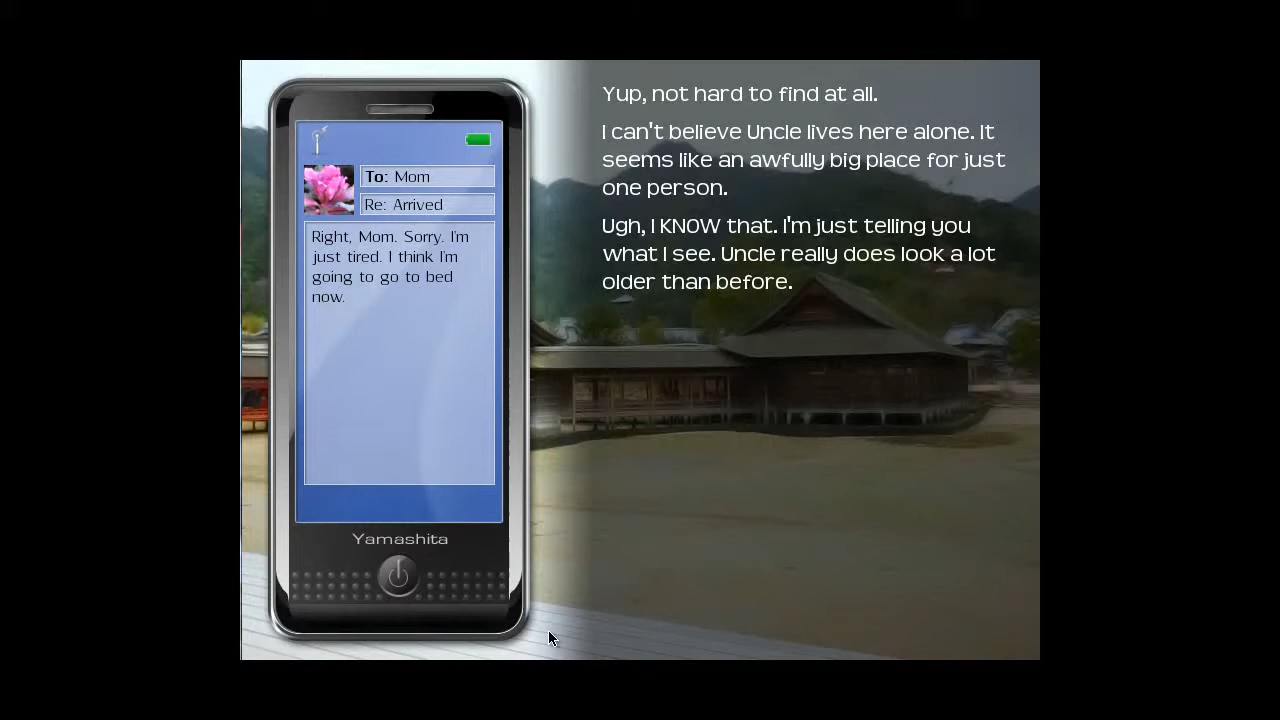 To: Mom
Re: Arrived
Right, Mom. Sorry. I'm
just tired. I think I'm
going to go to bed
now.
Yamashita
Yup, not hard to find at all.
I can't believe Uncle lives here alone. It
seems like an awfully big place for just
one person.
Ugh, I KNOW that. I'm just telling you
what I see. Uncle really does look a lot
older than before.